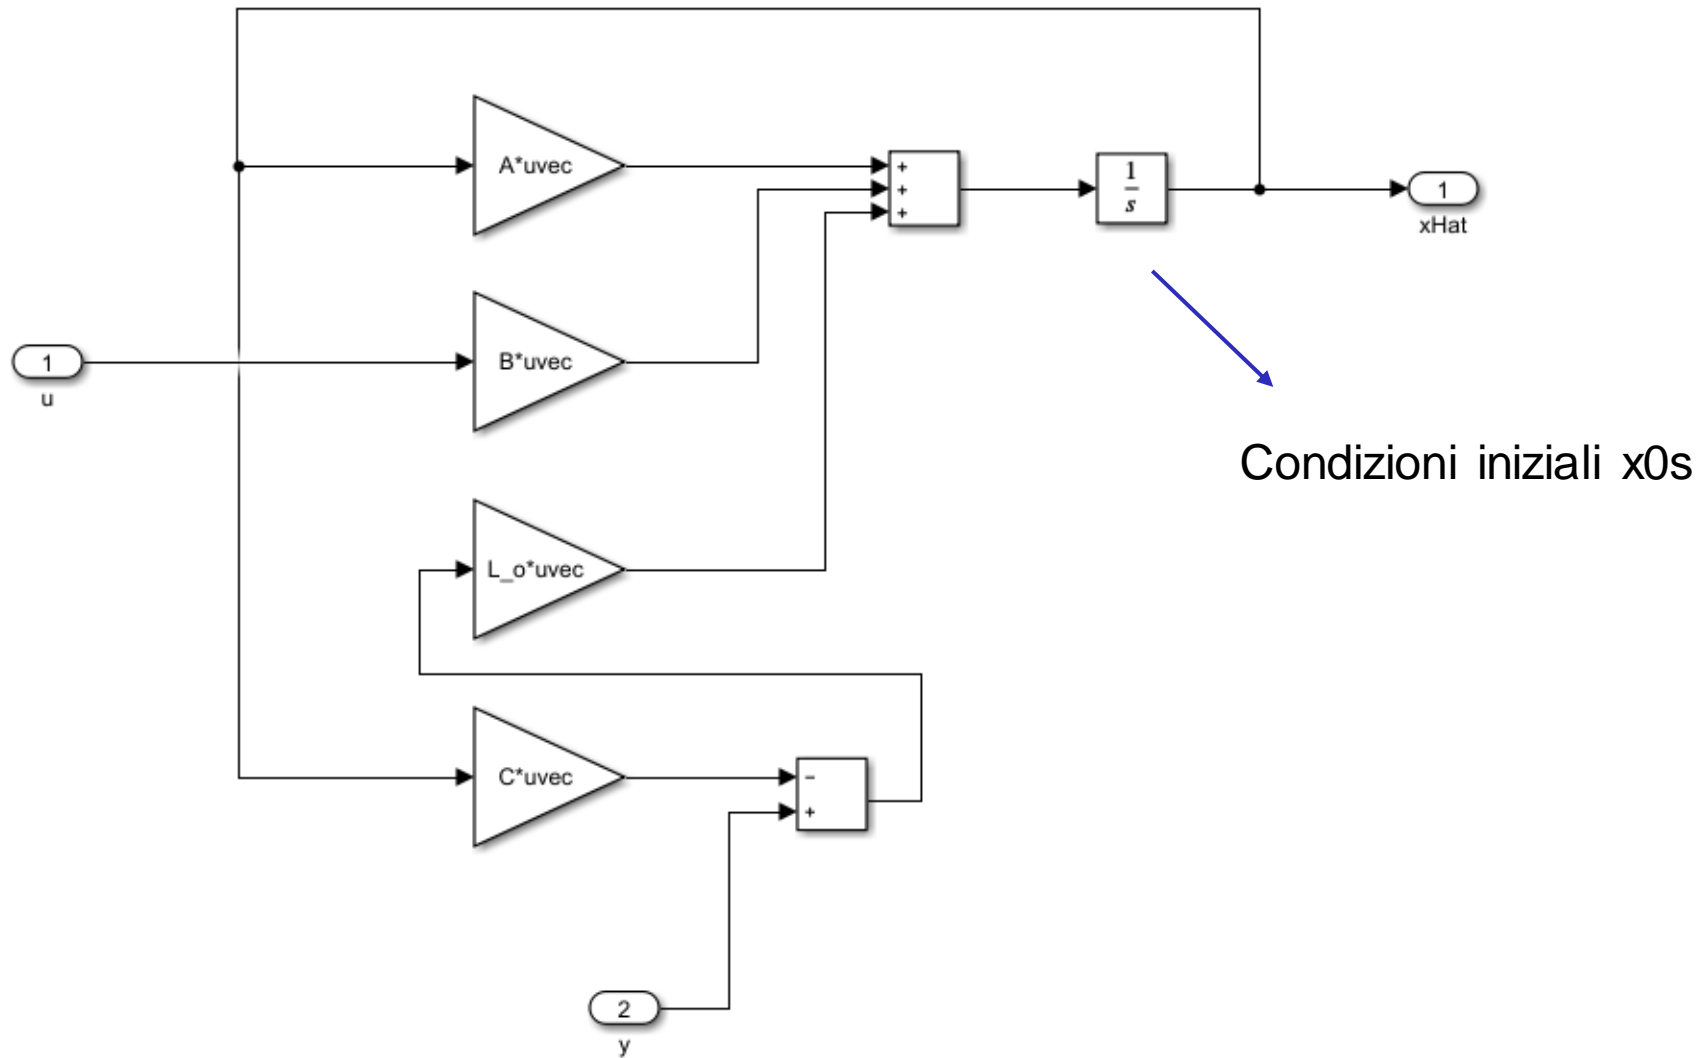 A*uvec
+
+
+
1
s
1
xHat
B*uvec
1
u
Condizioni iniziali x0s
L_o*uvec
C*uvec
−
+
2
y